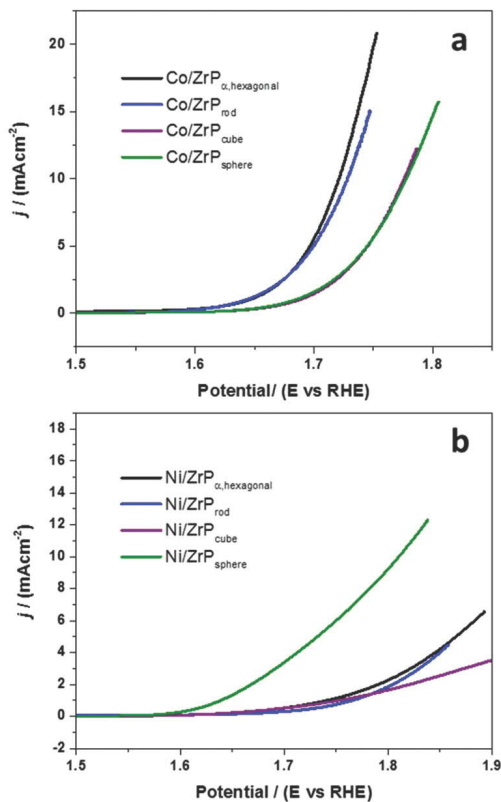 a
20
15
10
5
0
j / (mAcm-2)
Co/ZrPα,hexagonal
Co/ZrProd
Co/ZrPcube
Co/ZrPsphere
1.5 1.6 1.7 1.8
Potential/ (E vs RHE)
b
18
16
14
12
10
8
6
4
2
0
-2
j / (mAcm-2)
Ni/ZrPα,hexagonal
Ni/ZrProd
Ni/ZrPcube
Ni/ZrPsphere
1.5 1.6 1.7 1.8 1.9
Potential/ (E vs RHE)